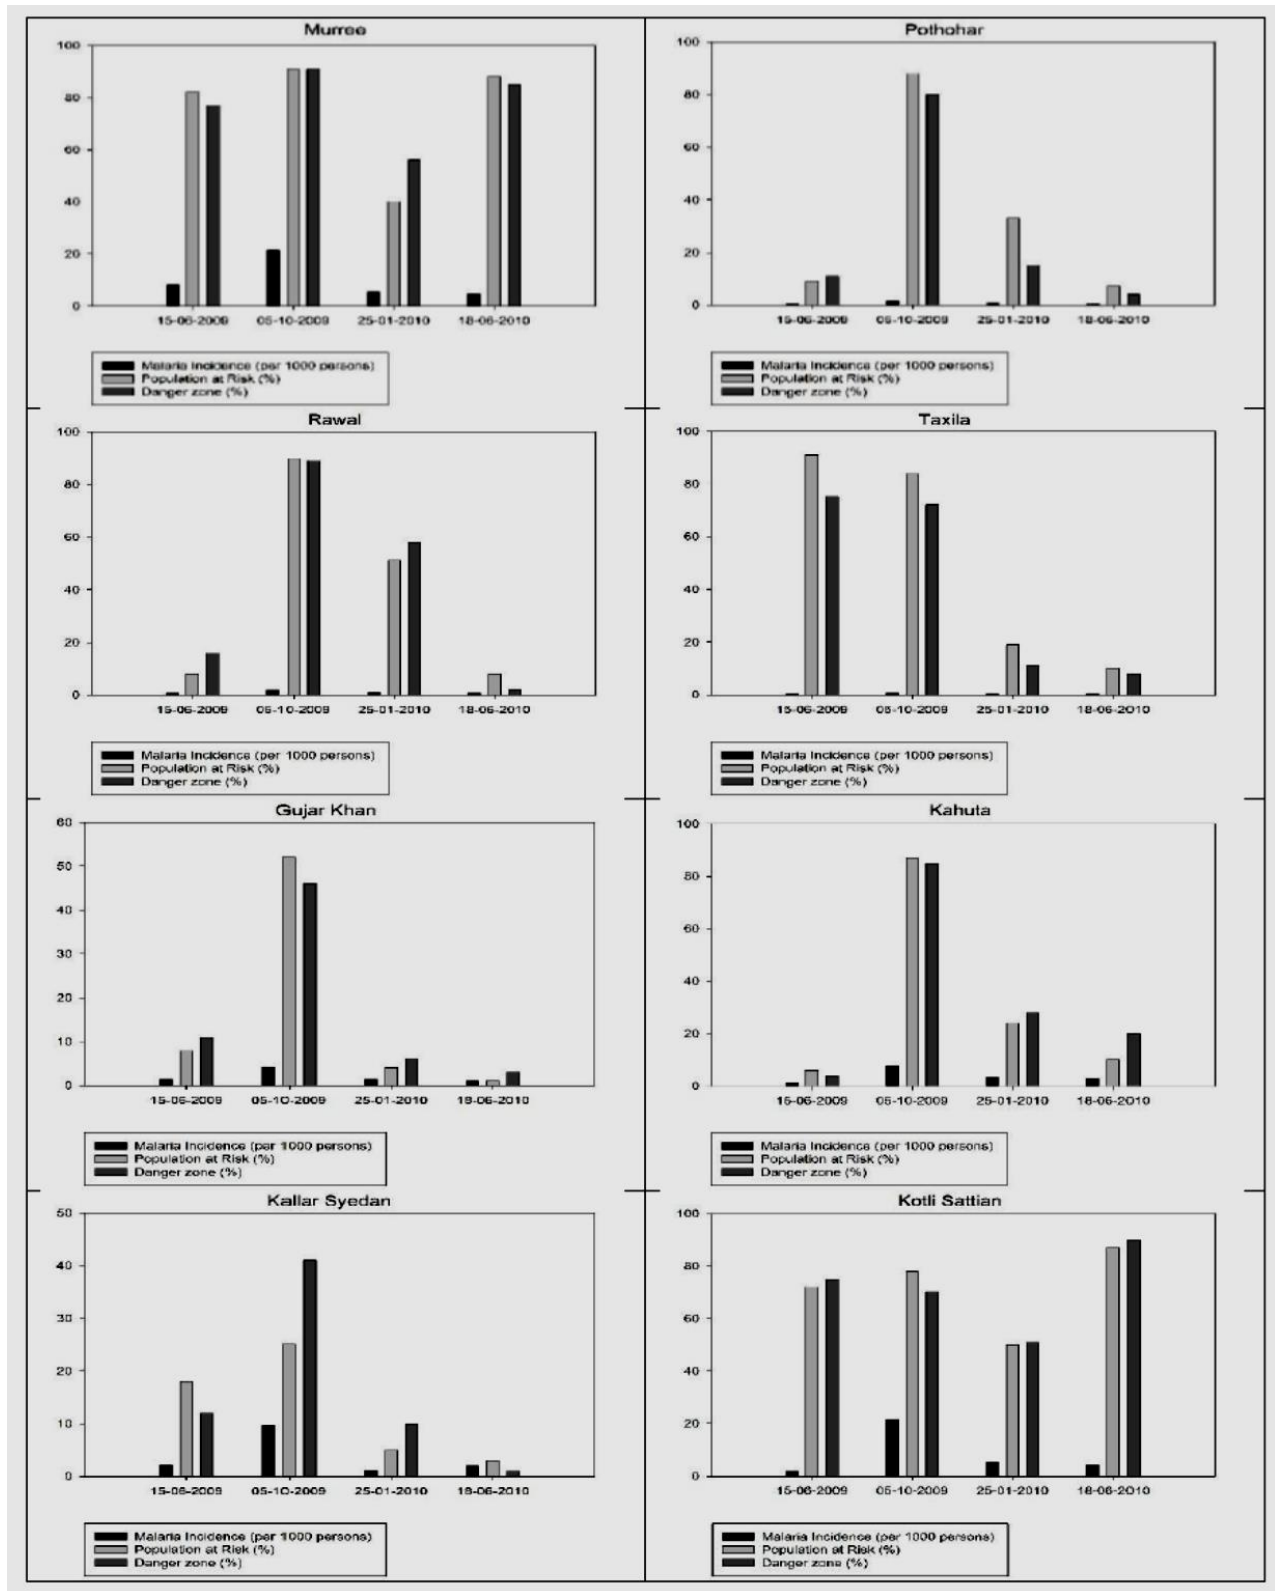 Murree
100
80
60
40
20
0
15-06-2009 05-10-2009 25-01-2010 18-06-2010
Malaria Incidence (per 1000 persons)
Population at Risk (%)
Danger zone (%)
Pothohar
100
80
60
40
20
0
15-06-2009 05-10-2009 25-01-2010 18-06-2010
Malaria Incidence (per 1000 persons)
Population at Risk (%)
Danger zone (%)
Rawal
100
80
60
40
20
0
15-06-2009 05-10-2009 25-01-2010 18-06-2010
Malaria Incidence (per 1000 persons)
Population at Risk (%)
Danger zone (%)
Taxila
100
80
60
40
20
0
15-06-2009 05-10-2009 25-01-2010 18-06-2010
Malaria Incidence (per 1000 persons)
Population at Risk (%)
Danger zone (%)
Gujar Khan
60
50
40
30
20
10
0
15-06-2009 05-10-2009 25-01-2010 18-06-2010
Malaria Incidence (per 1000 persons)
Population at Risk (%)
Danger zone (%)
Kahuta
100
80
60
40
20
0
15-06-2009 05-10-2009 25-01-2010 18-06-2010
Malaria Incidence (per 1000 persons)
Population at Risk (%)
Danger zone (%)
Kallar Syedan
50
40
30
20
10
0
15-06-2009 05-10-2009 25-01-2010 18-06-2010
Malaria Incidence (per 1000 persons)
Population at Risk (%)
Danger zone (%)
Kotli Sattian
100
80
60
40
20
0
15-06-2009 05-10-2009 25-01-2010 18-06-2010
Malaria Incidence (per 1000 persons)
Population at Risk (%)
Danger zone (%)